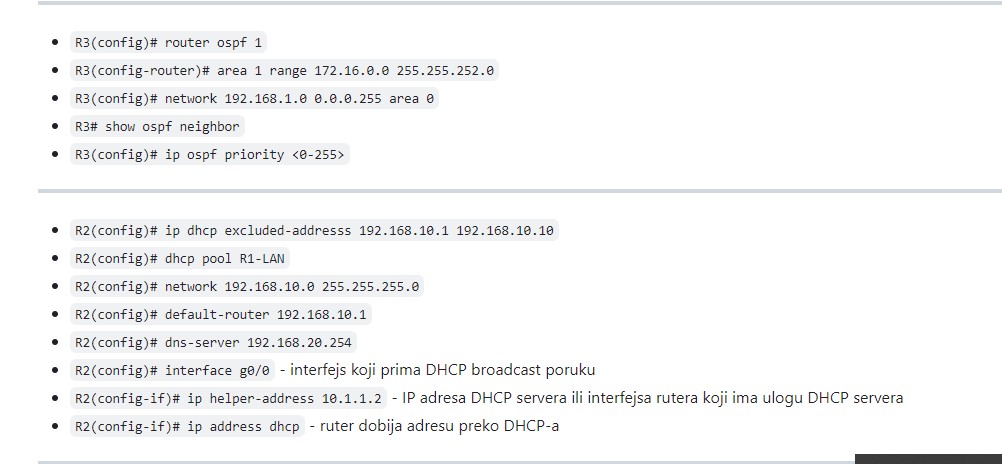 R3(config)# router ospf 1
R3(config-router)# area 1 range 172.16.0.0 255.255.252.0
R3(config)# network 192.168.1.0 0.0.0.255 area 0
R3# show ospf neighbor
R3(config)# ip ospf priority <0-255>
R2(config)# ip dhcp excluded-addresss 192.168.10.1 192.168.10.10
R2(config)# dhcp pool R1-LAN
R2(config)# network 192.168.10.0 255.255.255.0
R2(config)# default-router 192.168.10.1
R2(config)# dns-server 192.168.20.254
R2(config)# interface g0/0 - interfejs koji prima DHCP broadcast poruku
R2(config-if)# ip helper-address 10.1.1.2 - IP adresa DHCP servera ili interfejsa rutera koji ima ulogu DHCP servera
R2(config-if)# ip address dhcp - ruter dobija adresu preko DHCP-a